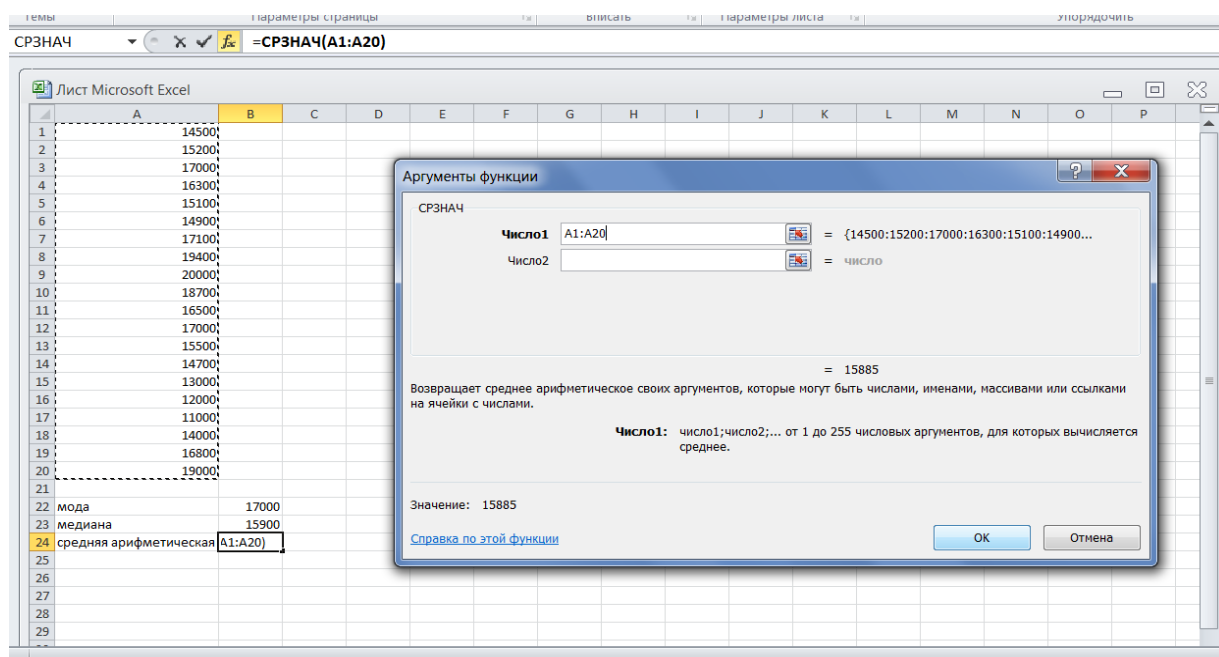 Темы Параметры страницы Вписать Параметры листа Упорядочить
СРЗНАЧ fx =СРЗНАЧ(A1:A20)
Лист Microsoft Excel
A B C D E F G H I J K L M N O P
1 14500
2 15200
3 17000
4 16300
5 15100
6 14900
7 17100
8 19400
9 20000
10 18700
11 16500
12 17000
13 15500
14 14700
15 13000
16 12000
17 11000
18 14000
19 16800
20 19000
21
22 мода 17000
23 медиана 15900
24 средняя арифметическая A1:A20)
25
26
27
28
29
Аргументы функции
СРЗНАЧ
Число1 A1:A20 = {14500:15200:17000:16300:15100:14900...
Число2 = число
= 15885
Возвращает среднее арифметическое своих аргументов, которые могут быть числами, именами, массивами или ссылками
на ячейки с числами.
Число1: число1;число2;... от 1 до 255 числовых аргументов, для которых вычисляется
среднее.
Значение: 15885
Справка по этой функции
ОК Отмена